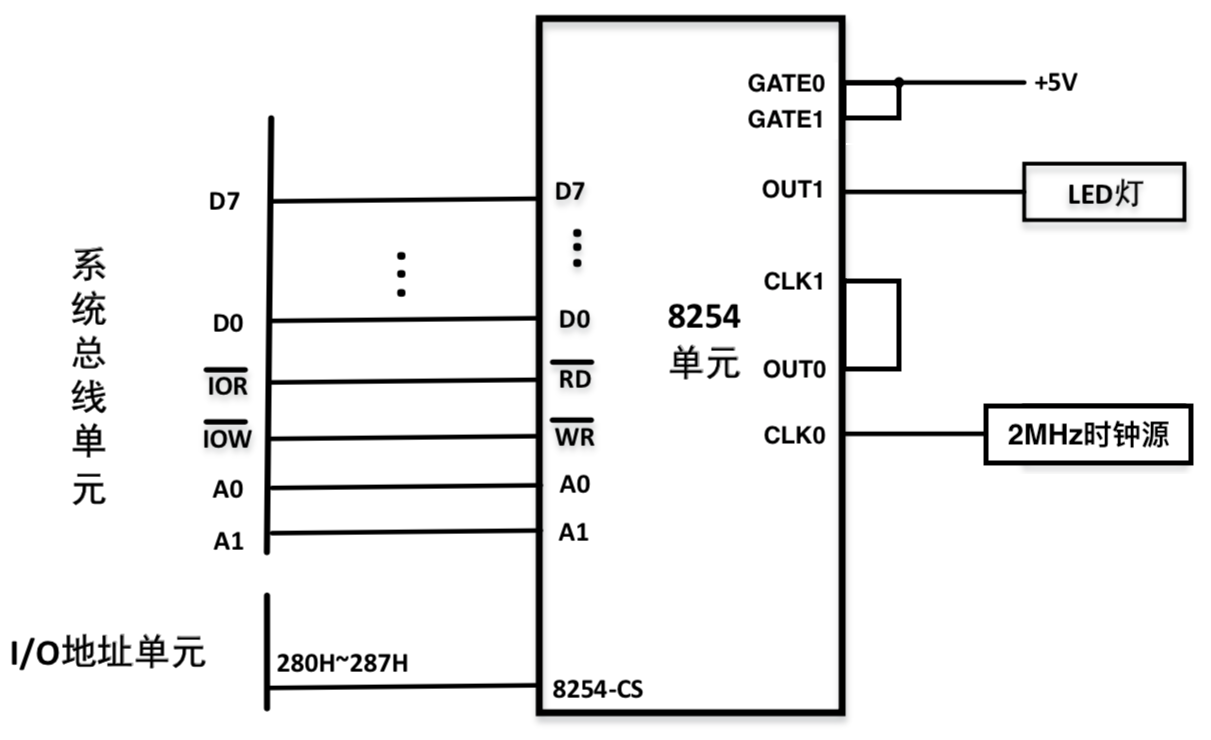 系统总线单元
D7
D0
IOR
IOW
A0
A1
I/O地址单元
280H~287H
D7
D0
RD
WR
A0
A1
8254-CS
8254
单元
GATE0
GATE1
OUT1
CLK1
OUT0
CLK0
+5V
LED灯
2MHz时钟源